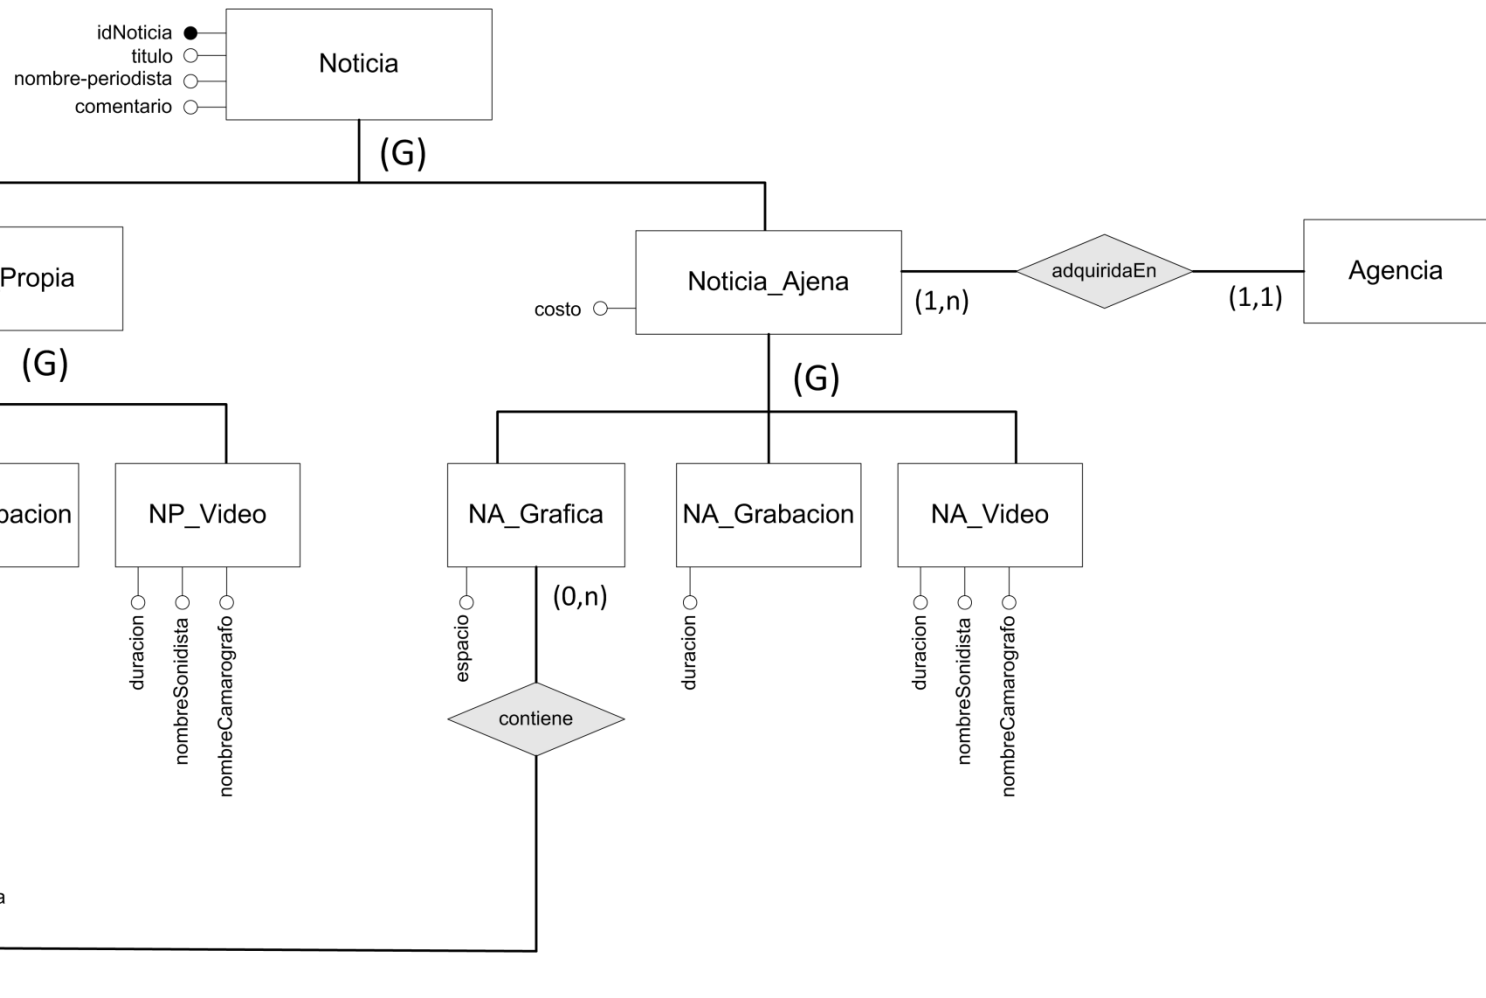 idNoticia
titulo
nombre-periodista
comentario
Noticia
(G)
Propia
(G)
costo
Noticia_Ajena
(1,n)
adquiridaEn
(1,1)
Agencia
(G)
bacion
NP_Video
NA_Grafica
NA_Grabacion
NA_Video
duracion
nombreSonidista
nombreCamarografo
espacio
(0,n)
duracion
duracion
nombreSonidista
nombreCamarografo
contiene
a